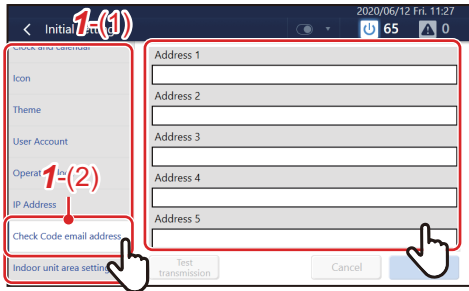 2020/06/12 Fri. 11:27
Initial Setting
1-(1)
65
0
Clock and calendar
Icon
Theme
User Account
1-(2)
IP Address
Check Code email address
Indoor unit area setting
Address 1
Address 2
Address 3
Address 4
Address 5
Test
transmission
Cancel